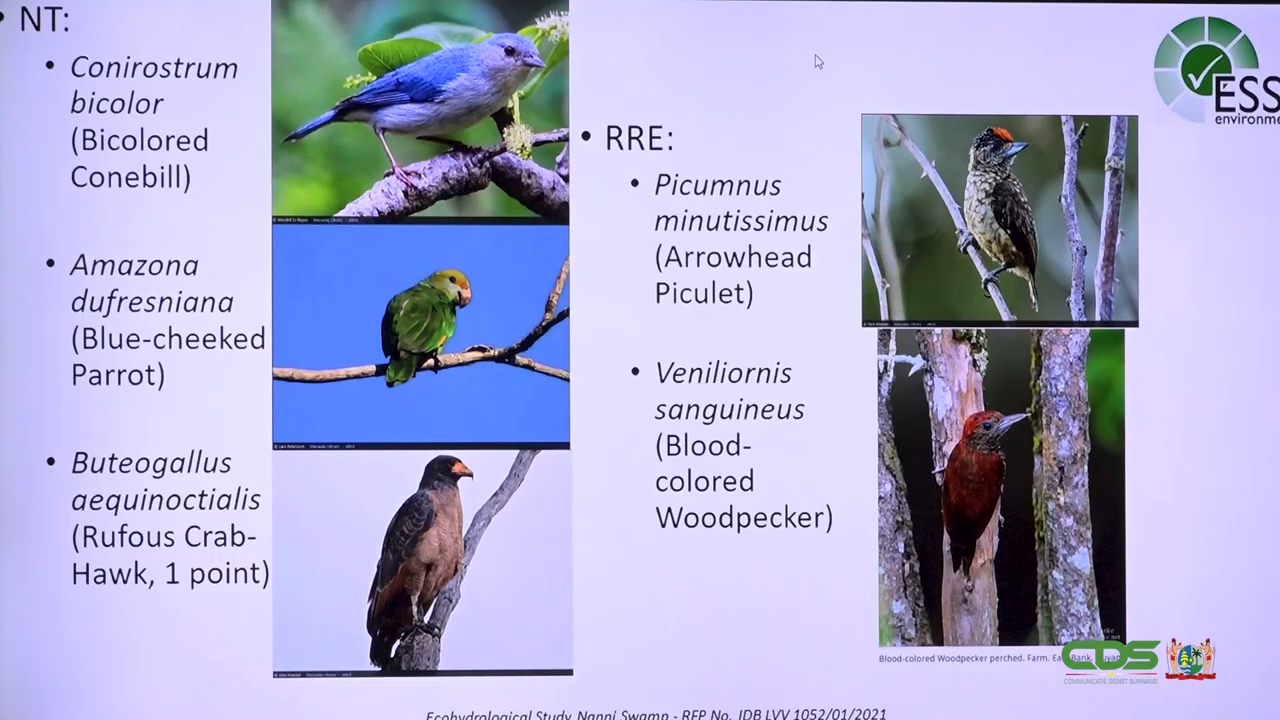 NT:
Conirostrum
bicolor
(Bicolored
Conebill)
Amazona
dufresniana
(Blue-cheeked
Parrot)
Buteogallus
aequinoctialis
(Rufous Crab-
Hawk, 1 point)
RRE:
Picumnus
minutissimus
(Arrowhead
Piculet)
Veniliornis
sanguineus
(Blood-
colored
Woodpecker)
ESS
environme
Blood-colored Woodpecker perched. Farm. Ea Bank,
CDS
COMMUNICATIE DIENST SURINAME
Ecohydrological Study Nanni Swamp - RFP No. IDB LVV 1052/01/2021